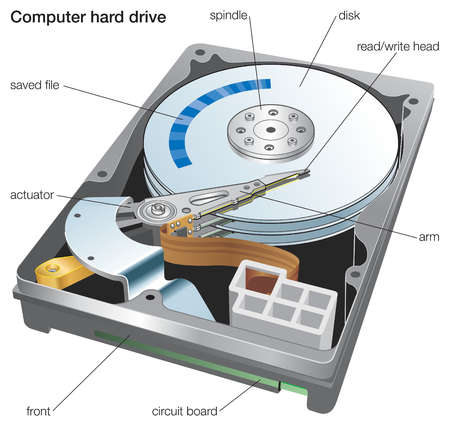 Computer hard drive
spindle
disk
read/write head
saved file
actuator
arm
front
circuit board